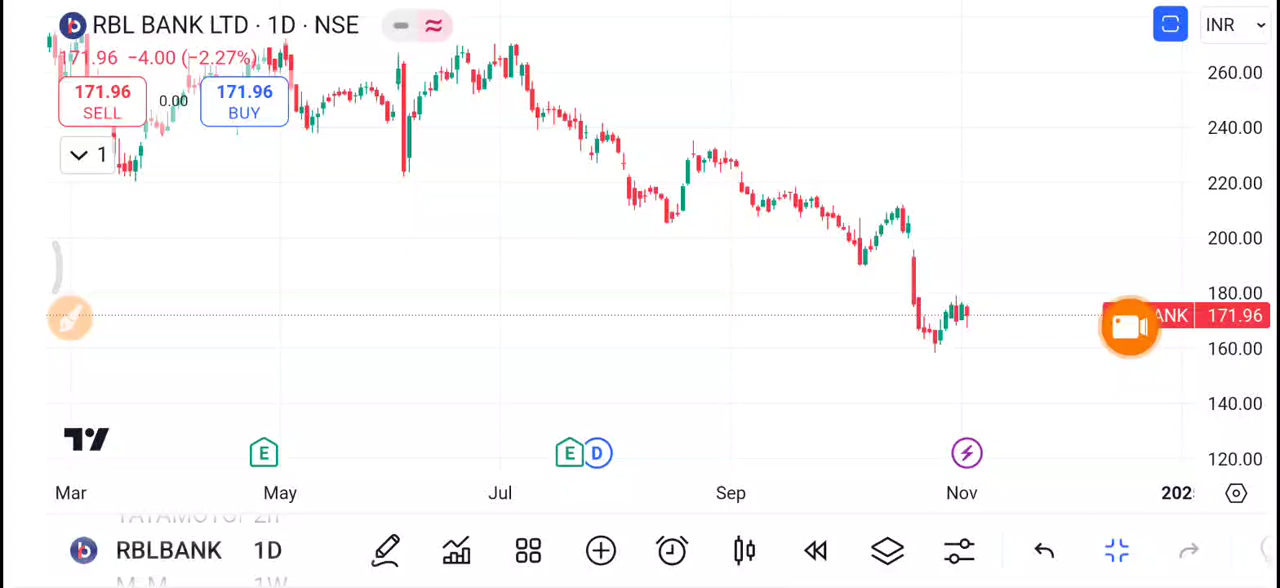 RBL BANK LTD · 1D · NSE
INR
171.96 −4.00 (−2.27%)
171.96
SELL
0.00
171.96
BUY
1
260.00
240.00
220.00
200.00
180.00
ANK 171.96
160.00
140.00
120.00
E
E
D
Mar
May
Jul
Sep
Nov
202
RBLBANK 1D
M&M 1W